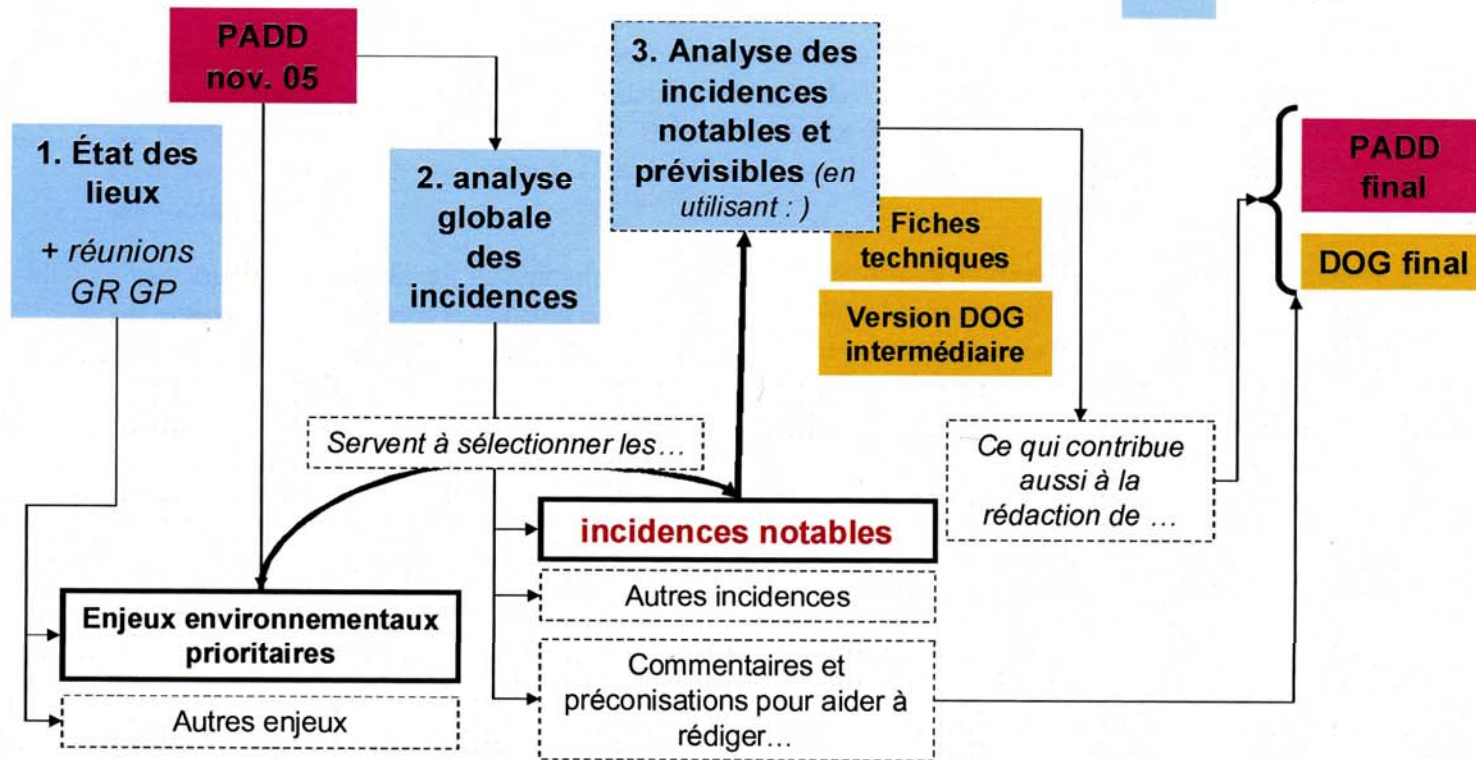 PADD
nov. 05
1. État des
lieux
+ réunions
GR GP
2. analyse
globale
des
incidences
3. Analyse des
incidences
notables et
prévisibles (en
utilisant : )
Fiches
techniques
Version DOG
intermédiaire
PADD
final
DOG final
Servent à sélectionner les…
Ce qui contribue
aussi à la
rédaction de …
incidences notables
Autres incidences
Enjeux environnementaux
prioritaires
Autres enjeux
Commentaires et
préconisations pour aider à
rédiger…